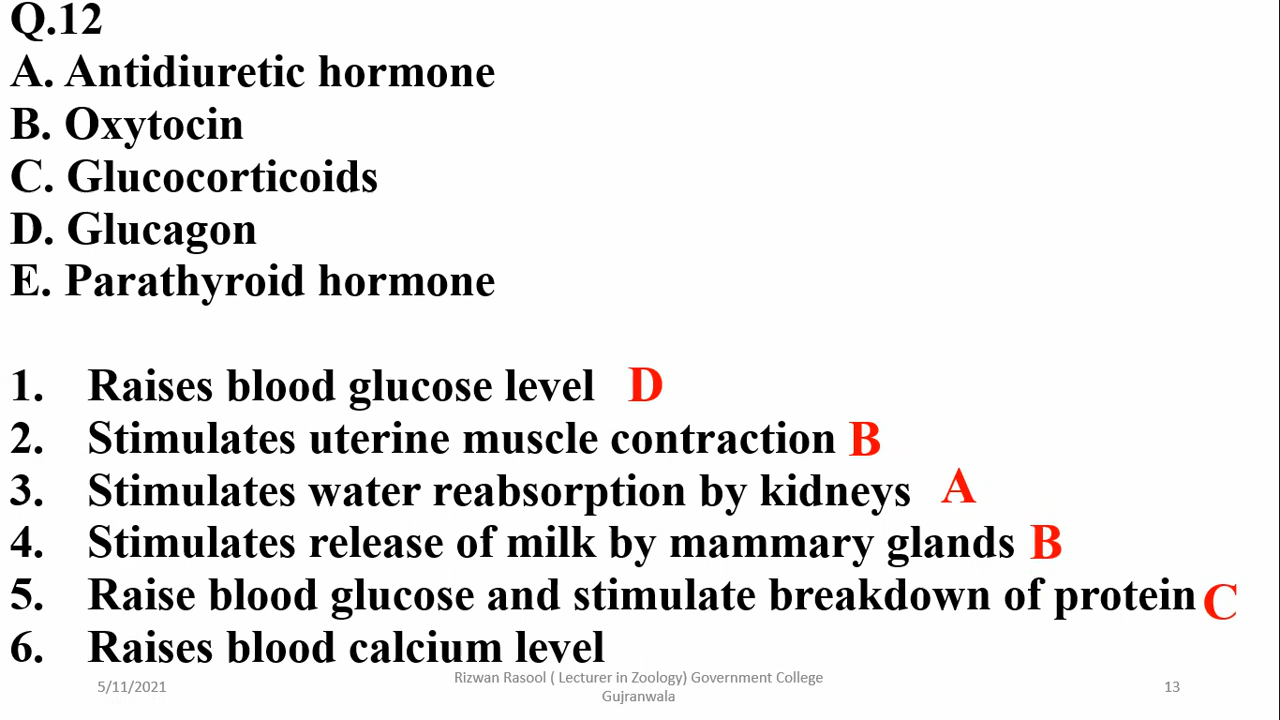 Q.12
A. Antidiuretic hormone
B. Oxytocin
C. Glucocorticoids
D. Glucagon
E. Parathyroid hormone
1. Raises blood glucose level D
2. Stimulates uterine muscle contraction B
3. Stimulates water reabsorption by kidneys A
4. Stimulates release of milk by mammary glands B
5. Raise blood glucose and stimulate breakdown of protein C
6. Raises blood calcium level
5/11/2021
Rizwan Rasool ( Lecturer in Zoology) Government College
Gujranwala
13